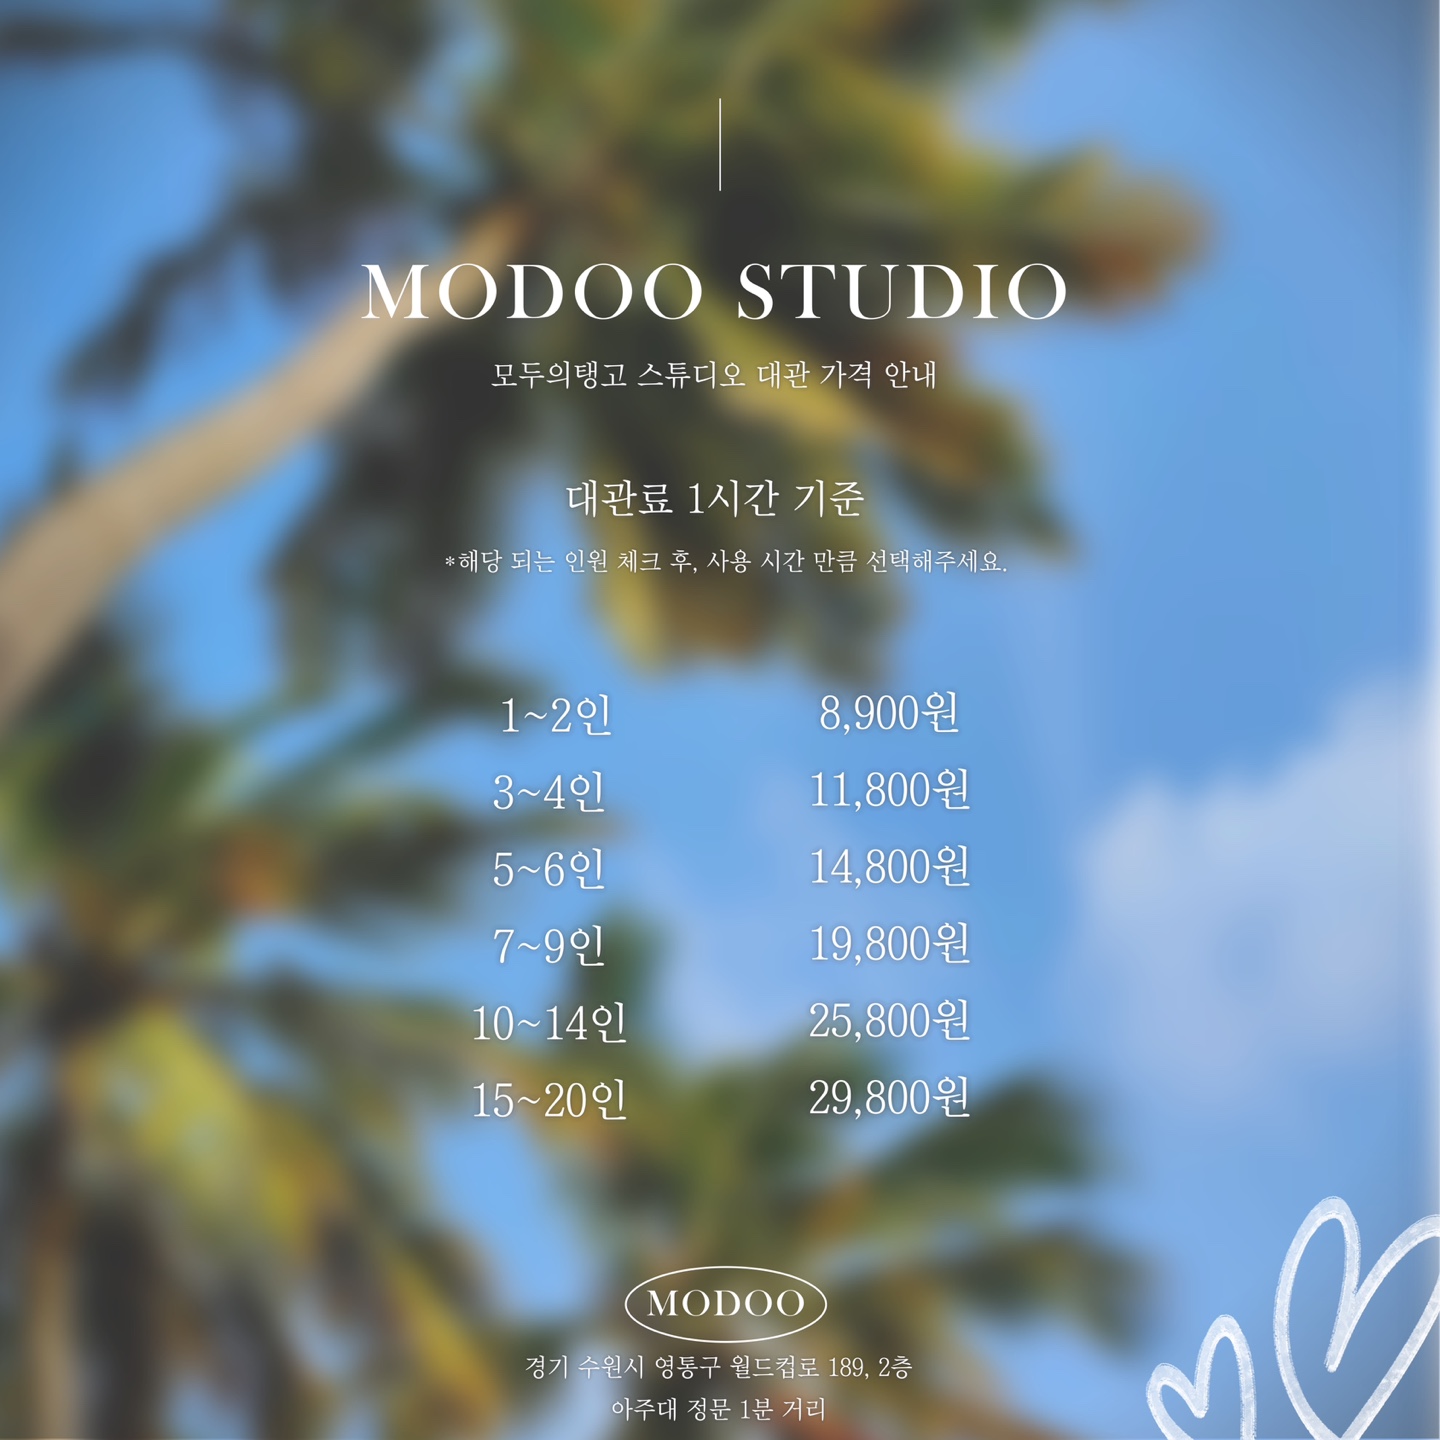 MODOO STUDIO
모두의탱고 스튜디오 대관 가격 안내
대관료 1시간 기준
*해당 되는 인원 체크 후, 사용 시간 만큼 선택해주세요.
1~2인 8,900원
3~4인 11,800원
5~6인 14,800원
7~9인 19,800원
10~14인 25,800원
15~20인 29,800원
MODOO
경기 수원시 영통구 월드컵로 189, 2층
아주대 정문 1분 거리